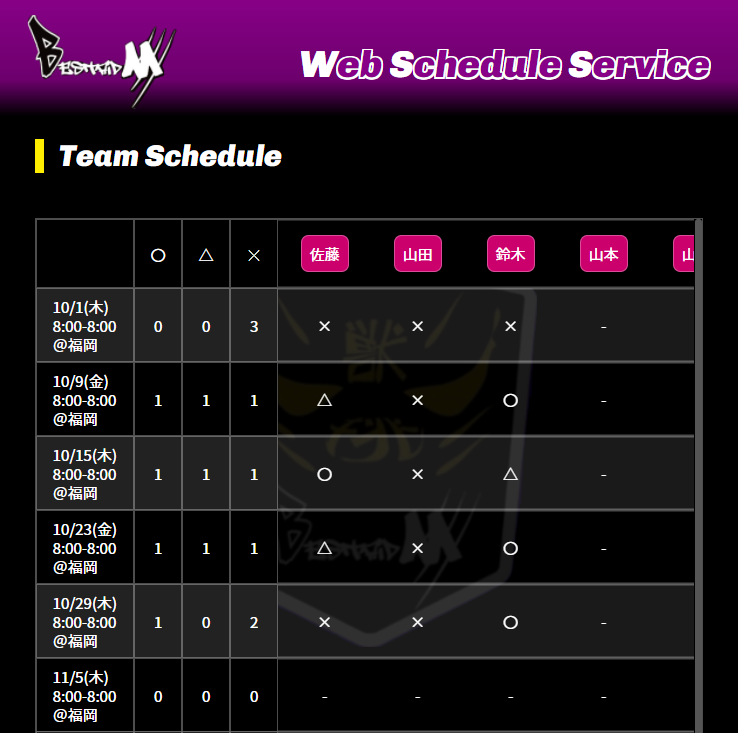 BESMAID M
Web Schedule Service
Team Schedule
○ △ × 佐藤 山田 鈴木 山本 山
10/1(木)
8:00-8:00 0 0 3 × × × -
@福岡
10/9(金)
8:00-8:00 1 1 1 △ × ○ -
@福岡
10/15(木)
8:00-8:00 1 1 1 ○ × △ -
@福岡
10/23(金)
8:00-8:00 1 1 1 △ × ○ -
@福岡
10/29(木)
8:00-8:00 1 0 2 × × ○ -
@福岡
11/5(木)
8:00-8:00 0 0 0 - - - -
@福岡